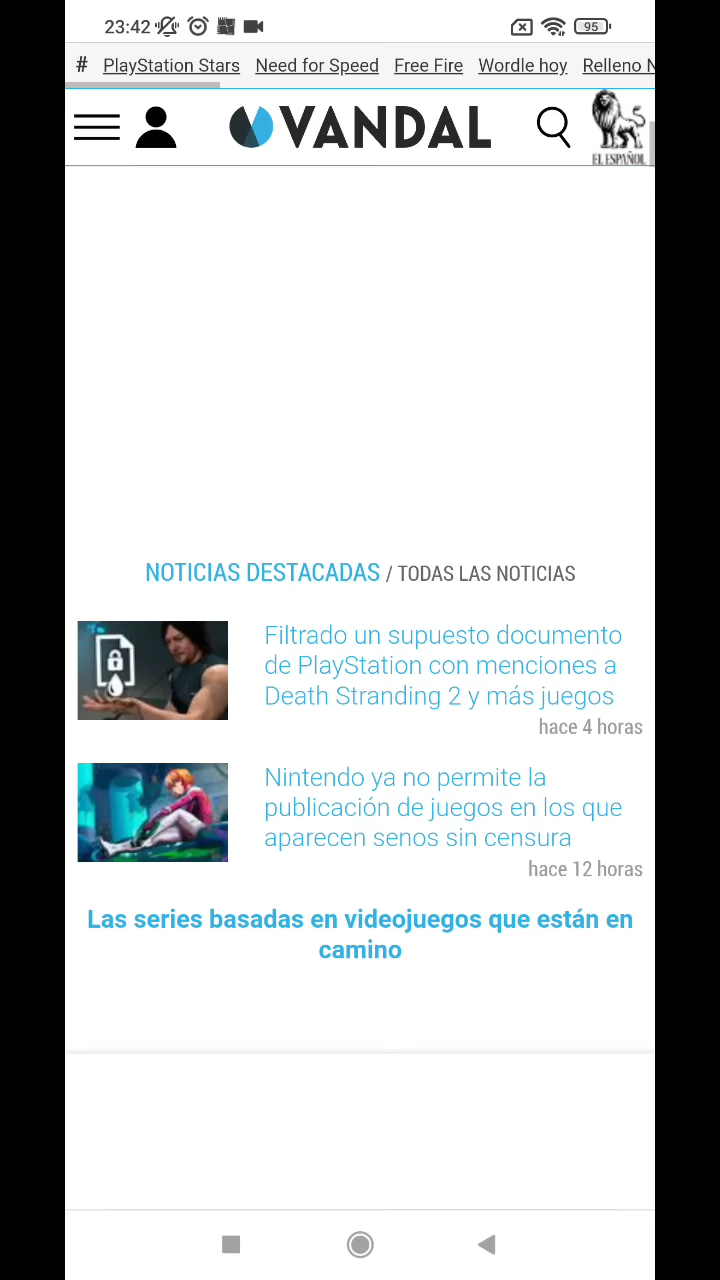 23:42
95
# PlayStation Stars Need for Speed Free Fire Wordle hoy Relleno N
VANDAL
EL ESPAÑOL
NOTICIAS DESTACADAS / TODAS LAS NOTICIAS
Filtrado un supuesto documento
de PlayStation con menciones a
Death Stranding 2 y más juegos
hace 4 horas
Nintendo ya no permite la
publicación de juegos en los que
aparecen senos sin censura
hace 12 horas
Las series basadas en videojuegos que están en
camino